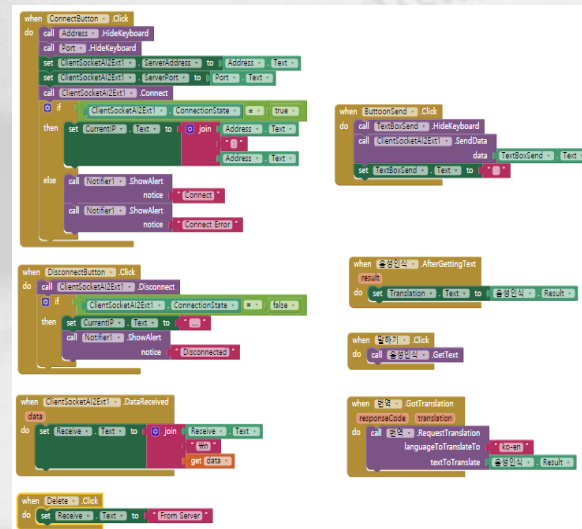 when ConnectButton .Click
do call Address .HideKeyboard
call Port .HideKeyboard
set ClientSocketAI2Ext1 . ServerAddress to Address . Text
set ClientSocketAI2Ext1 . ServerPort to Port . Text
call ClientSocketAI2Ext1 .Connect
if ClientSocketAI2Ext1 . ConnectionState = true
then set CurrentIP . Text to join Address . Text
" : "
Address . Text
else call Notifier1 .ShowAlert
notice " Connect "
call Notifier1 .ShowAlert
notice " Connect Error "
when DisconnectButton .Click
do call ClientSocketAI2Ext1 .Disconnect
if ClientSocketAI2Ext1 . ConnectionState = false
then set CurrentIP . Text to " ... "
call Notifier1 .ShowAlert
notice " Disconnected "
when ClientSocketAI2Ext1 .DataReceived
data
do set Receive . Text to join Receive . Text
" ₩n "
get data
when Delete .Click
do set Receive . Text to " From Server "
when ButtoonSend .Click
do call TextBoxSend .HideKeyboard
call ClientSocketAI2Ext1 .SendData
data TextBoxSend . Text
set TextBoxSend . Text to " "
when 음성인식 .AfterGettingText
result
do set Translation . Text to 음성인식 . Result
when 말하기 .Click
do call 음성인식 .GetText
when 번역 .GotTranslation
responseCode translation
do call 번역 .RequestTranslation
languageToTranslateTo " ko-en "
textToTranslate 음성인식 . Result